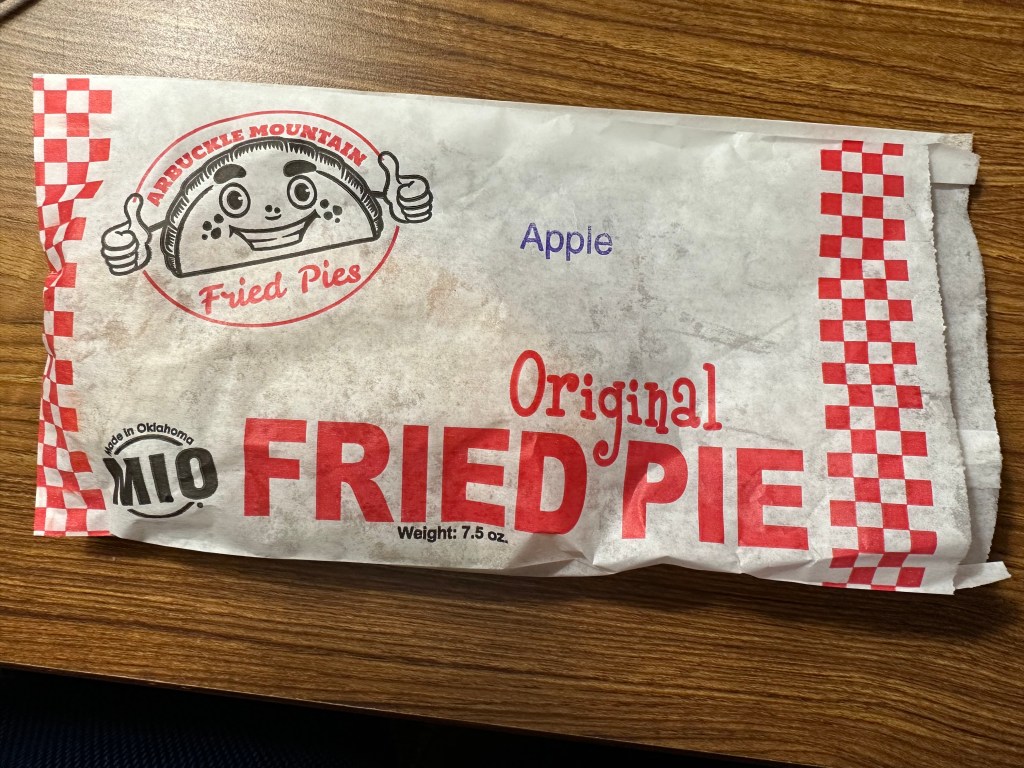 ARBUCKLE MOUNTAIN
Fried Pies
Apple
Original
FRIED PIE
Made in Oklahoma
MIO
Weight: 7.5 oz.